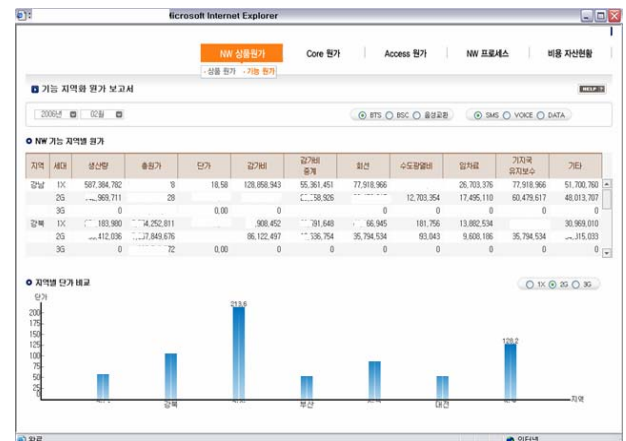 Microsoft Internet Explorer
NW 상품원가 Core 원가 Access 원가 NW 프로세스 비용 자산현황
- 상품 원가 - 기능 원가
기능 지역화 원가 보고서 HELP
2006년 02월 BTS BSC 음성교환 SMS VOICE DATA
NW 기능 지역별 원가
지역 세대 생산량 총원가 단가 감가비 감가비 중계 회선 수도광열비 임차료 기지국 유지보수 기타
강남 1X 587,384,782 18,58 128,858,943 55,361,451 77,918,966 26,703,376 77,918,966 51,700,760
2G 28 12,703,354 17,495,110 60,479,617 48,013,707
3G 0 0,00 0 0 0 0 0 0 0
강북 1X 181,756 13,882,534 30,969,010
2G 86,122,497 35,794,534 93,043 9,608,186 35,794,534
3G 0 0,00 0 0 0 0 0 0 0
지역별 단가 비교 1X 2G 3G
단가
213,6
200
175
150
128,2
125
100
75
50
25
0
강북 부산 대전 지역
완료 인터넷